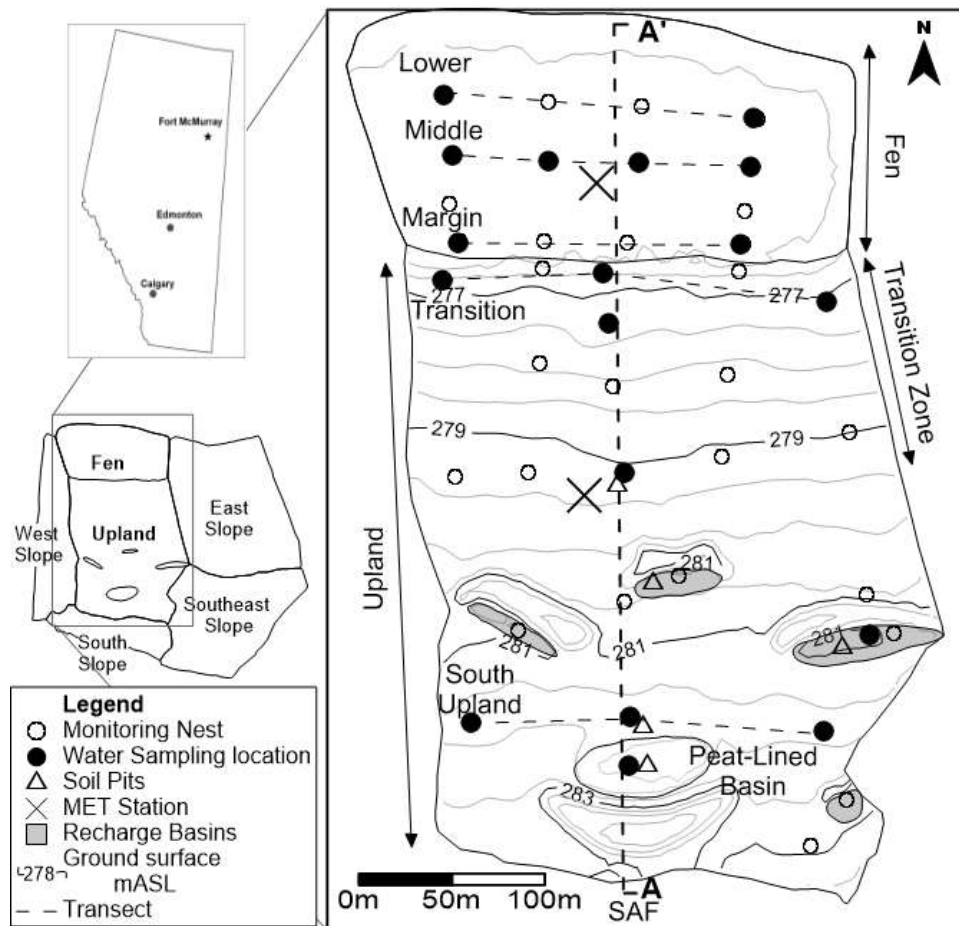 Fort McMurray
Edmonton
Calgary
Fen
West
Slope
Upland
East
Slope
Southeast
Slope
South
Slope
Legend
Monitoring Nest
Water Sampling location
Soil Pits
MET Station
Recharge Basins
Ground surface
278
mASL
Transect
A'
N
Lower
Middle
Margin
Fen
277
277
Transition
Transition Zone
279
279
Upland
281
281
281
281
South
Upland
Peat-Lined
Basin
283
0m
50m
100m
A
SAF